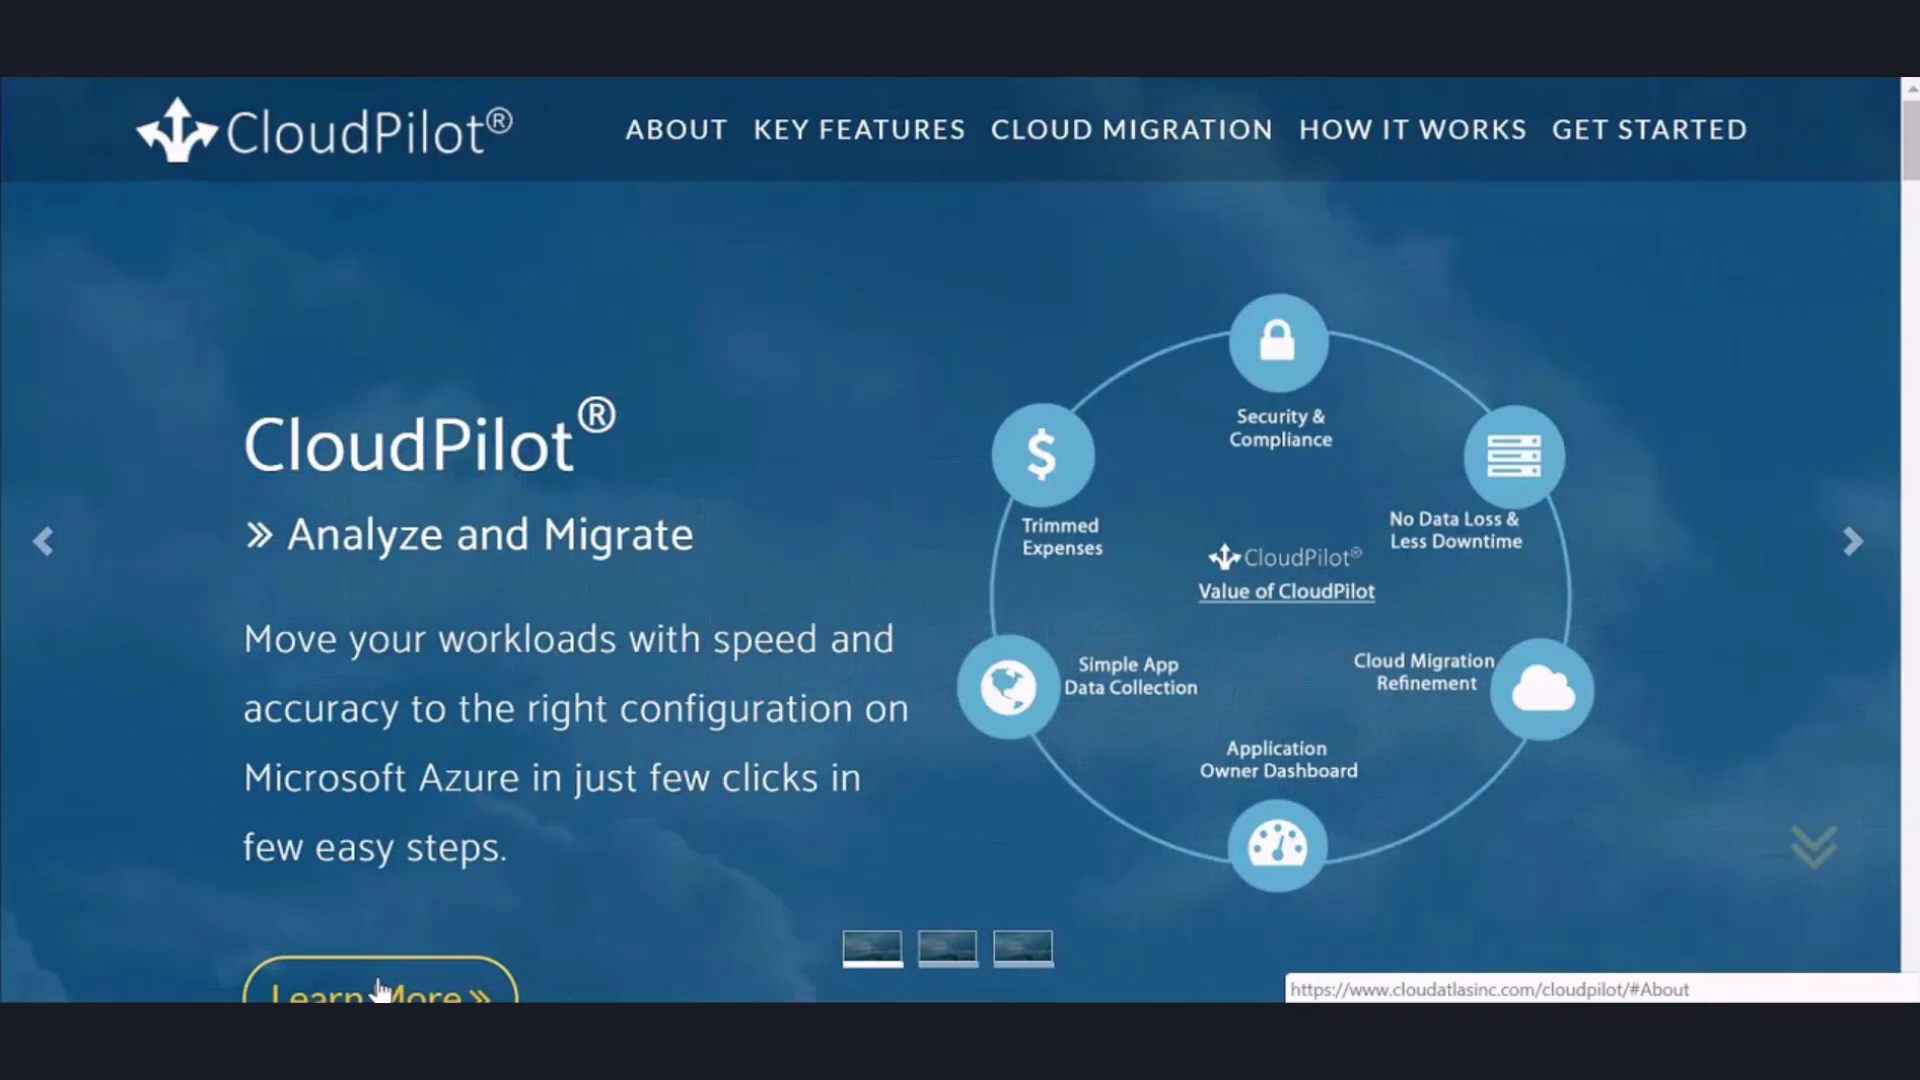 CloudPilot®
ABOUT
KEY FEATURES
CLOUD MIGRATION
HOW IT WORKS
GET STARTED
CloudPilot®
» Analyze and Migrate
Move your workloads with speed and
accuracy to the right configuration on
Microsoft Azure in just few clicks in
few easy steps.
Learn More »
Security &
Compliance
Trimmed
Expenses
No Data Loss &
Less Downtime
CloudPilot®
Value of CloudPilot
Simple App
Data Collection
Cloud Migration
Refinement
Application
Owner Dashboard
https://www.cloudatlasinc.com/cloudpilot/#About